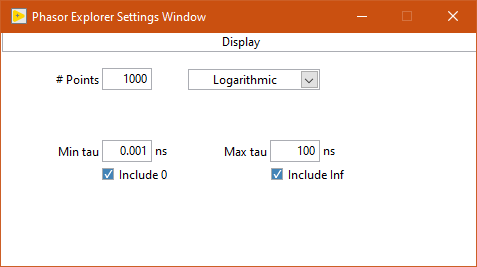 Phasor Explorer Settings Window
Display
# Points 1000 Logarithmic
Min tau 0.001 ns Max tau 100 ns
Include 0 Include Inf